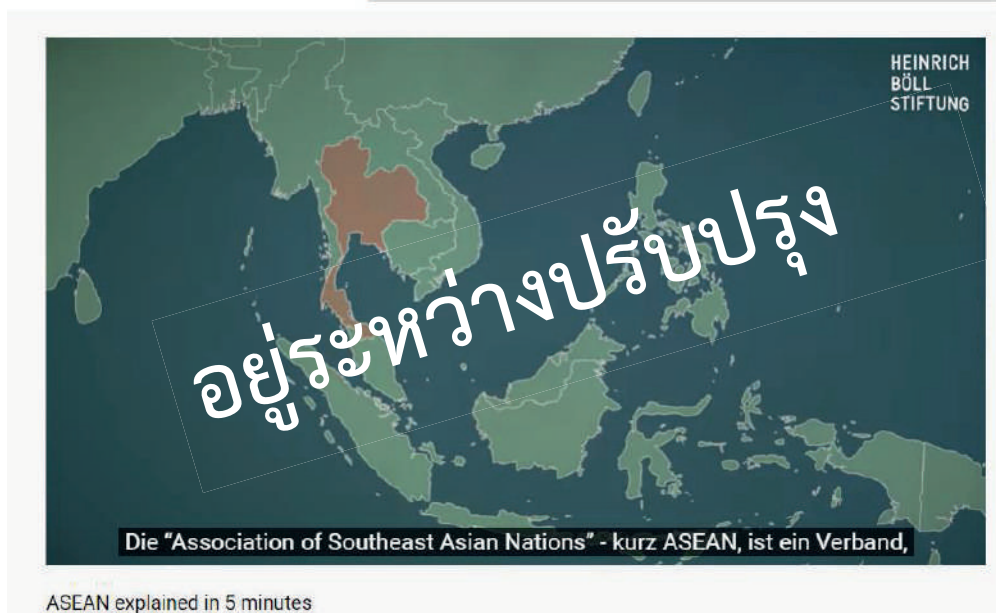 HEINRICH
BÖLL
STIFTUNG
อยู่ระหว่างปรับปรุง
Die “Association of Southeast Asian Nations” - kurz ASEAN, ist ein Verband,
ASEAN explained in 5 minutes